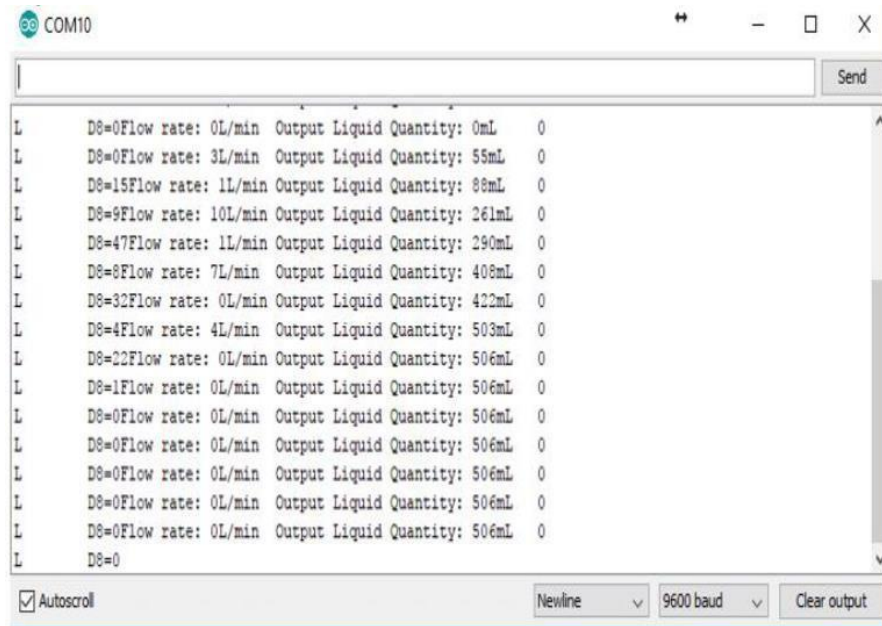 COM10
Send
L D8=0Flow rate: 0L/min Output Liquid Quantity: 0mL 0
L D8=0Flow rate: 3L/min Output Liquid Quantity: 55mL 0
L D8=15Flow rate: 1L/min Output Liquid Quantity: 88mL 0
L D8=9Flow rate: 10L/min Output Liquid Quantity: 261mL 0
L D8=47Flow rate: 1L/min Output Liquid Quantity: 290mL 0
L D8=8Flow rate: 7L/min Output Liquid Quantity: 408mL 0
L D8=32Flow rate: 0L/min Output Liquid Quantity: 422mL 0
L D8=4Flow rate: 4L/min Output Liquid Quantity: 503mL 0
L D8=22Flow rate: 0L/min Output Liquid Quantity: 506mL 0
L D8=1Flow rate: 0L/min Output Liquid Quantity: 506mL 0
L D8=0Flow rate: 0L/min Output Liquid Quantity: 506mL 0
L D8=0Flow rate: 0L/min Output Liquid Quantity: 506mL 0
L D8=0Flow rate: 0L/min Output Liquid Quantity: 506mL 0
L D8=0Flow rate: 0L/min Output Liquid Quantity: 506mL 0
L D8=0Flow rate: 0L/min Output Liquid Quantity: 506mL 0
L D8=0
Autoscroll Newline 9600 baud Clear output